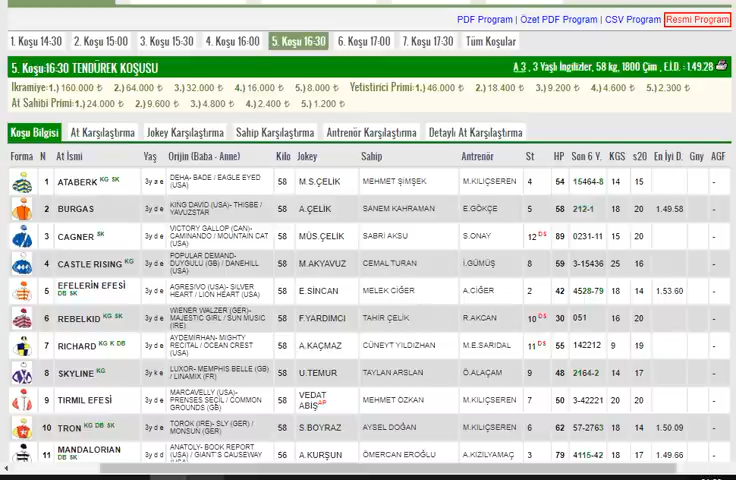 PDF Program | Özet PDF Program | CSV Program | Resmi Program
1. Koşu 14:30 2. Koşu 15:00 3. Koşu 15:30 4. Koşu 16:00 5. Koşu 16:30 6. Koşu 17:00 7. Koşu 17:30 Tüm Koşular
5. Koşu:16:30 TENDÜREK KOŞUSU A 3 , 3 Yaşlı İngilizler, 58 kg, 1800 Çim , E.İ.D. :1.49.28
İkramiye: 1.) 160.000 ₺ 2.) 64.000 ₺ 3.) 32.000 ₺ 4.) 16.000 ₺ 5.) 8.000 ₺ Yetistirici Primi: 1.) 46.000 ₺ 2.) 18.400 ₺ 3.) 9.200 ₺ 4.) 4.600 ₺ 5.) 2.300 ₺
At Sahibi Primi: 1.) 24.000 ₺ 2.) 9.600 ₺ 3.) 4.800 ₺ 4.) 2.400 ₺ 5.) 1.200 ₺
Koşu Bilgisi At Karşılaştırma Jokey Karşılaştırma Sahip Karşılaştırma Antrenör Karşılaştırma Detaylı At Karşılaştırma
Forma N At İsmi Yaş Orijin (Baba - Anne) Kilo Jokey Sahip Antrenör St HP Son 6 Y. KGS s20 En İyi D. Gny AGF
1 ATABERK KG SK 3y a e DEHA- BADE / EAGLE EYED (USA) 58 M.S.ÇELİK MEHMET ŞİMŞEK M.KILIÇSEREN 4 54 15464-8 14 15 -
2 BURGAS 3y d e KING DAVID (USA)- THISBE / YAVUZSTAR 58 A.ÇELİK SANEM KAHRAMAN E.GÖKÇE 5 58 212-1 20 20 1.49.58 -
3 CAGNER SK 3y d e VICTORY GALLOP (CAN)- CAMINANDO / MOUNTAIN CAT (USA) 58 MÜS.ÇELİK SABRİ AKSU S.ONAY 12 DS 89 0231-11 15 20 -
4 CASTLE RISING KG 3y d e POPULAR DEMAND- DUYGULU (GB) / DANEHILL (USA) 58 M.AKYAVUZ CEMAL TURAN İ.GÜMÜŞ 8 59 3-15436 25 16 -
5 EFELERİN EFESİ DB SK 3y d e AGRESIVO (USA)- SILVER HEART / LION HEART (USA) 58 E.SİNCAN MELEK CİĞER A.CİĞER 2 42 4528-79 18 14 1.53.60 -
6 REBELKID KG SK 3y d e WIENER WALZER (GER)- MAJESTIC GIRL / SUN MUSIC (IRE) 58 F.YARDIMCI TAHİR ÇELİK R.AKCAN 10 DS 30 051 16 20 -
7 RICHARD KG K DB 3y d e AYDEMİRHAN- MIGHTY RECITAL / OCEAN CREST (USA) 58 A.KAÇMAZ CÜNEYT YILDIZHAN M.E.SARIDAL 11 DS 55 142212 9 19 -
8 SKYLINE KG 3y k e LUXOR- MEMPHIS BELLE (GB) / LINAMIX (FR) 58 U.TEMUR TAYLAN ARSLAN Ö.ALAÇAM 9 48 2164-2 14 17 -
9 TIRMIL EFESİ 3y d e MARCAVELLY (USA)- PRENSES SECİL / COMMON GROUNDS (GB) 58 VEDAT ABİŞ AP MEHMET OZKAN M.KILIÇSEREN 7 50 3-42221 20 20 -
10 TRON KG DB SK 3y d e TOROK (IRE)- SLY (GER) / MONSUN (GER) 58 S.BOYRAZ AYSEL DOĞAN M.KILIÇSEREN 6 62 57-2763 18 14 1.50.09 -
11 MANDALORIAN DB SK 3y d e ANATOLY- BOOK REPORT (USA) / GIANT'S CAUSEWAY 56 A.KURŞUN ÖMERCAN EROĞLU A.KIZILYAMAÇ 3 79 4115-42 18 17 1.49.66 -